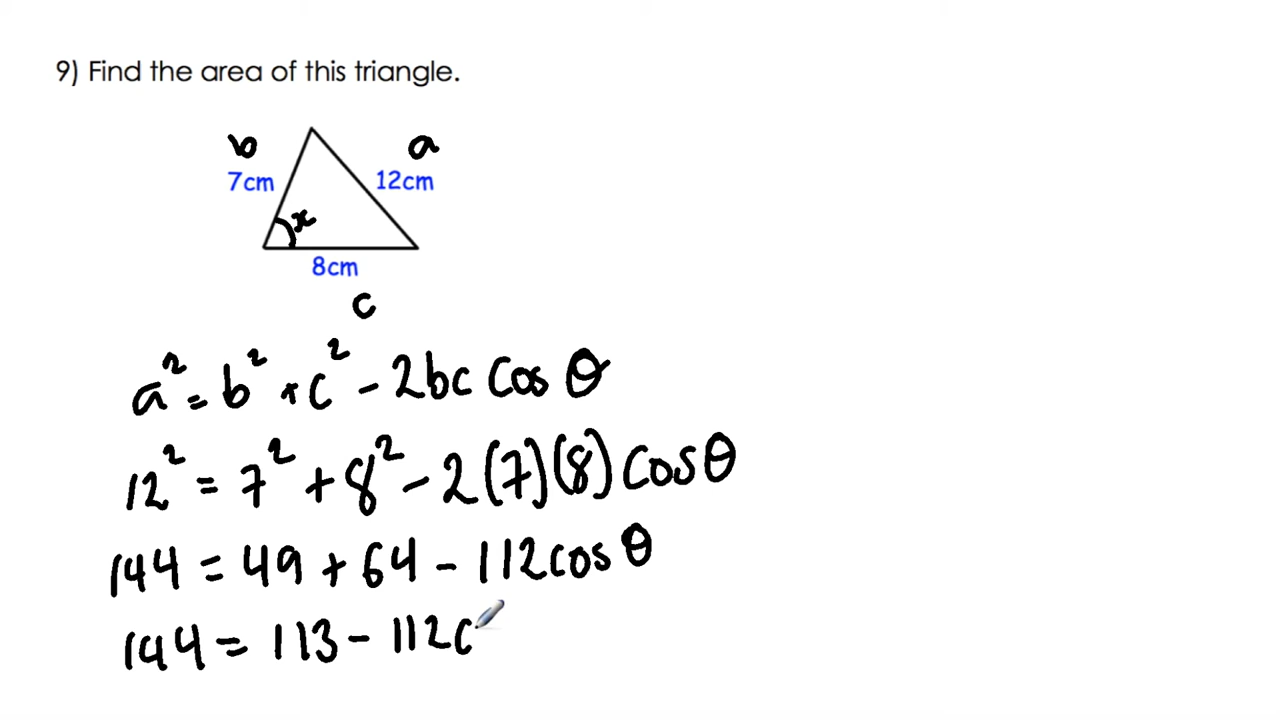 9) Find the area of this triangle.
b
a
7cm
12cm
x
8cm
c
a² = b² + c² - 2bc cos θ
12² = 7² + 8² - 2(7)(8) cos θ
144 = 49 + 64 - 112cos θ
144 = 113 - 112c